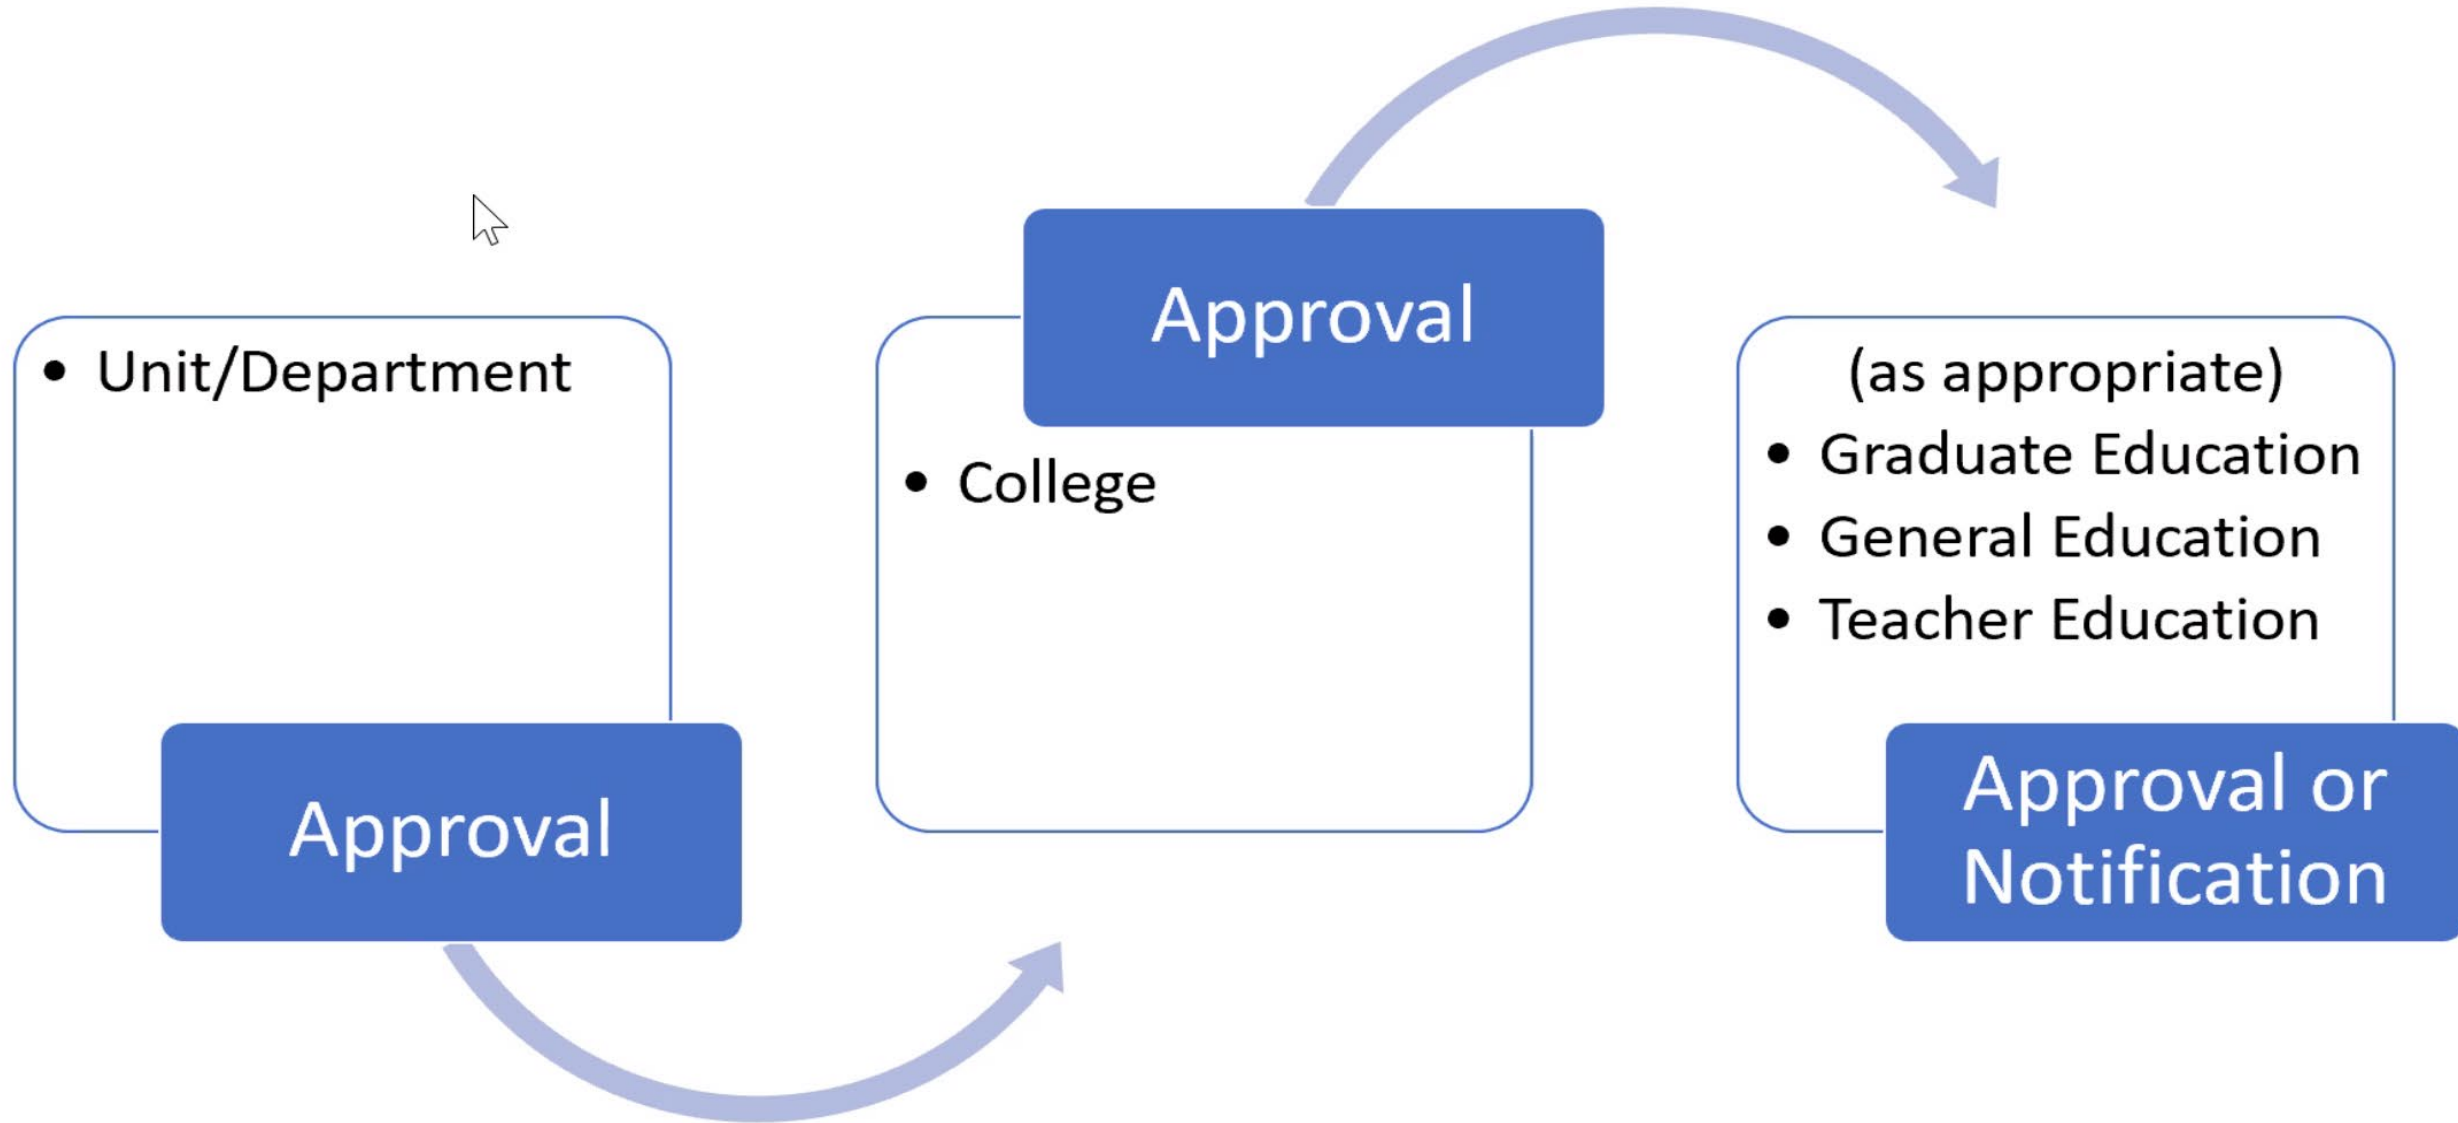 • Unit/Department
Approval
Approval
• College
(as appropriate)
• Graduate Education
• General Education
• Teacher Education
Approval or
Notification